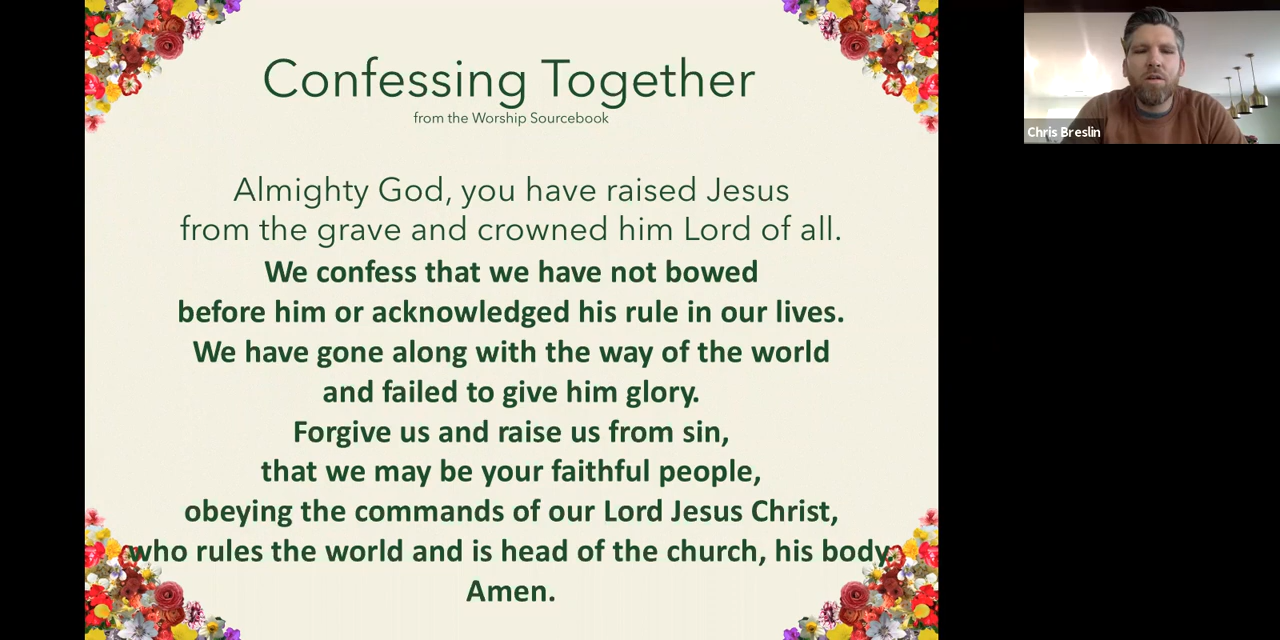 Confessing Together
from the Worship Sourcebook
Almighty God, you have raised Jesus
from the grave and crowned him Lord of all.
We confess that we have not bowed
before him or acknowledged his rule in our lives.
We have gone along with the way of the world
and failed to give him glory.
Forgive us and raise us from sin,
that we may be your faithful people,
obeying the commands of our Lord Jesus Christ,
who rules the world and is head of the church, his body.
Amen.
Chris Breslin